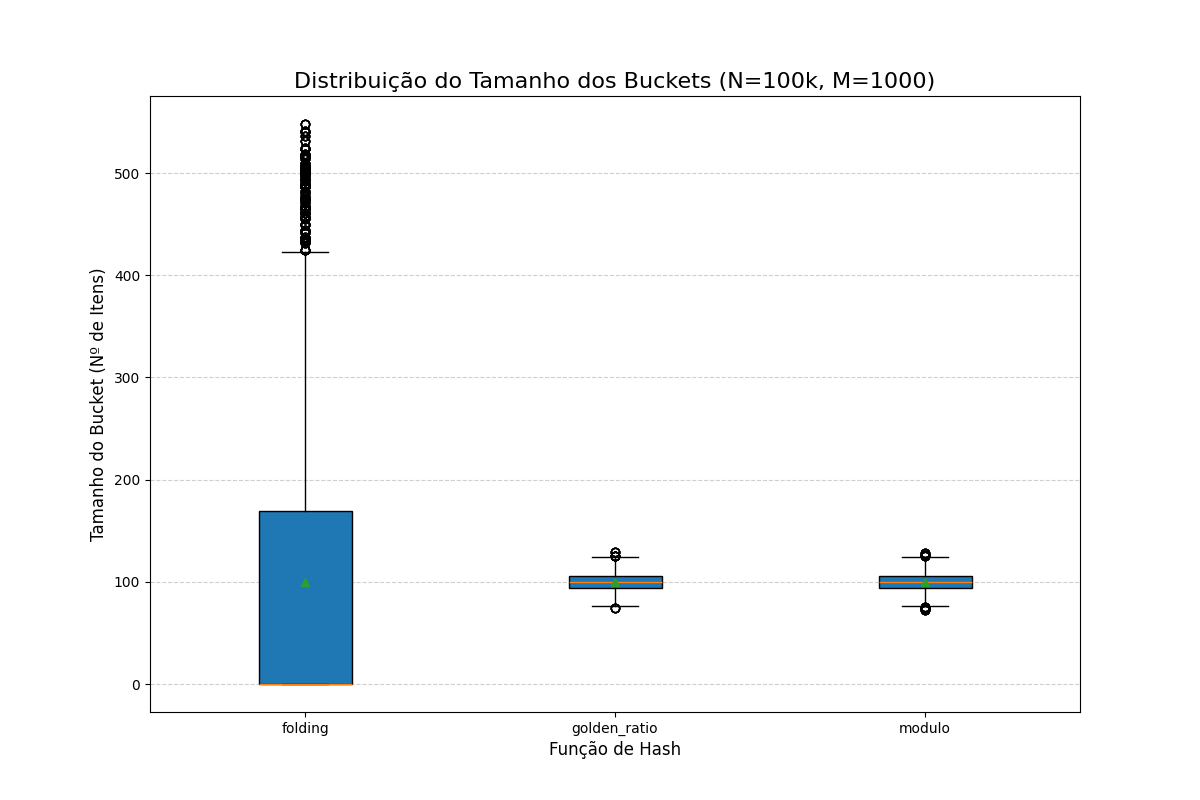 Distribuição do Tamanho dos Buckets (N=100k, M=1000)
Tamanho do Bucket (Nº de Itens)
500
400
300
200
100
0
folding golden_ratio modulo
Função de Hash